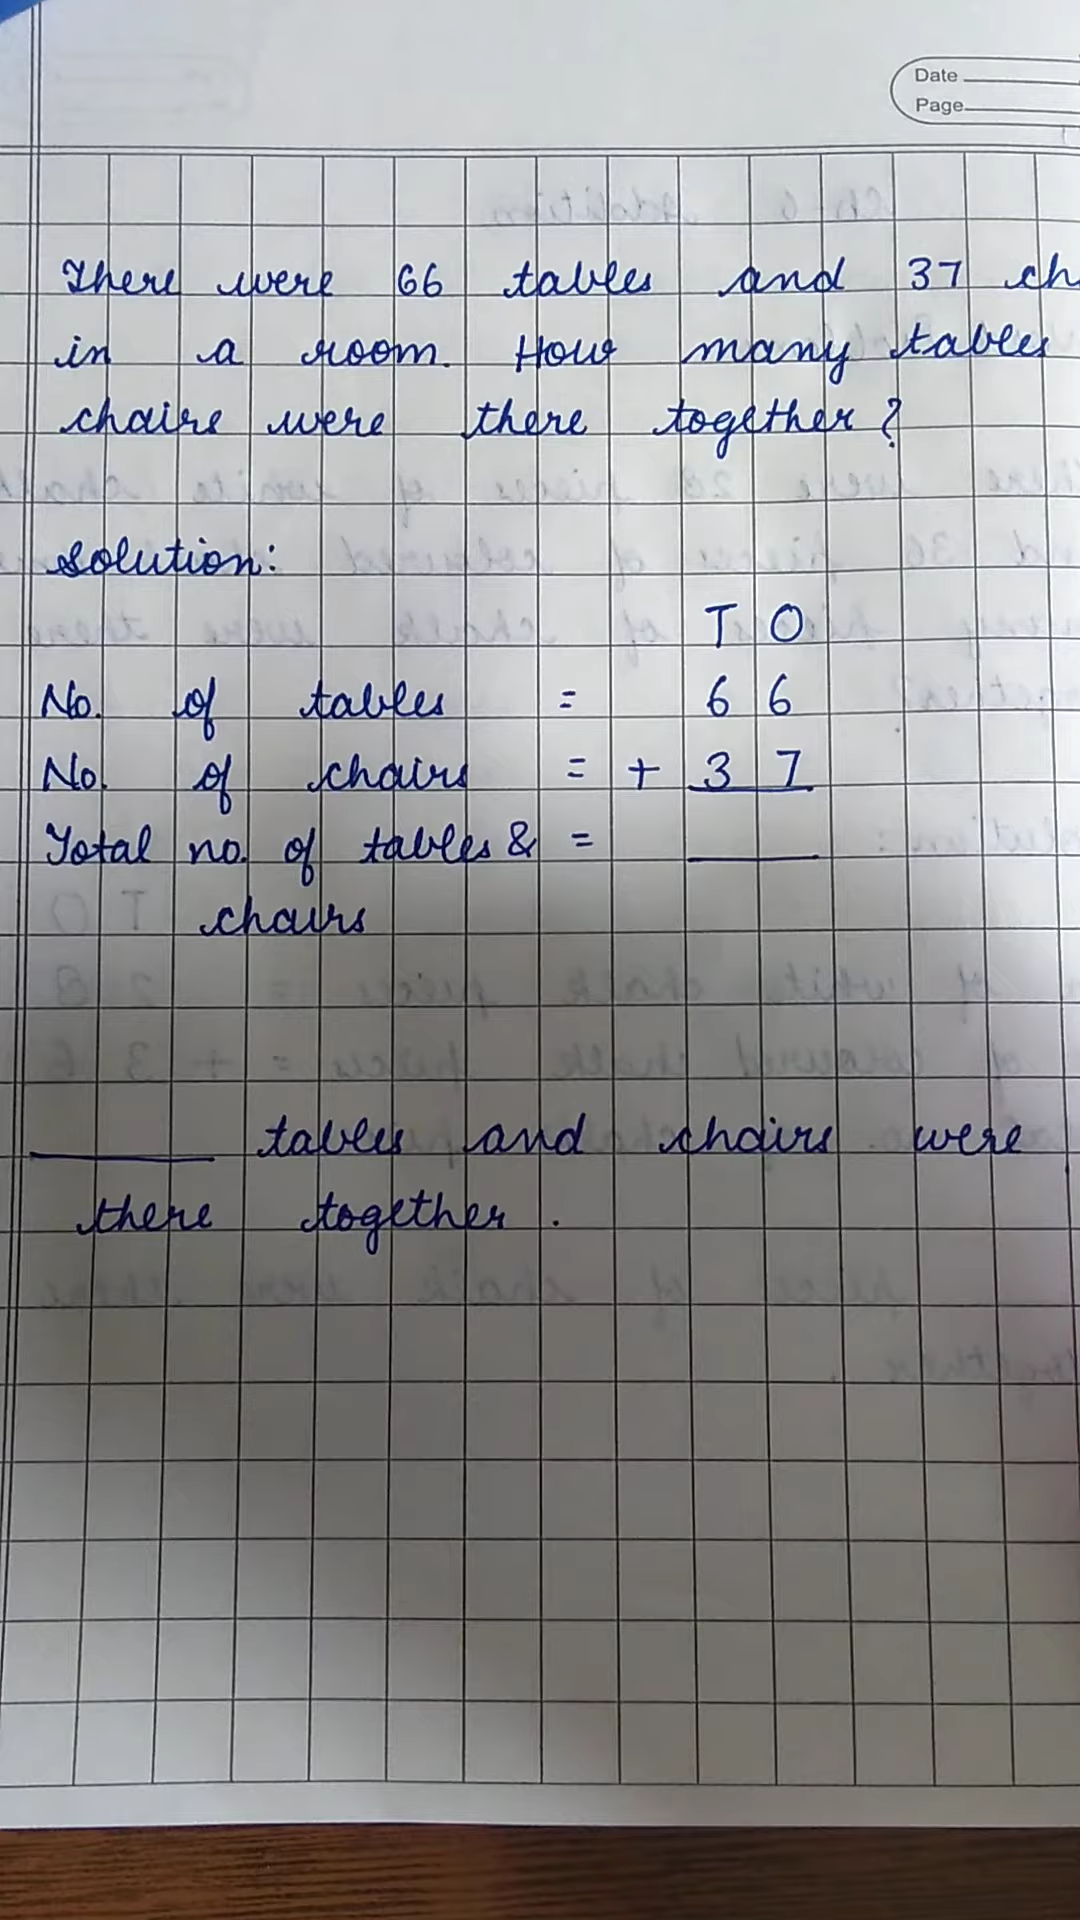 Date
Page
There were 66 tables and 37 ch
in a room. How many tables
chairs were there together?
Solution:
T O
No. of tables = 6 6
No. of chairs = + 3 7
Total no. of tables & =
chairs
tables and chairs were
there together.